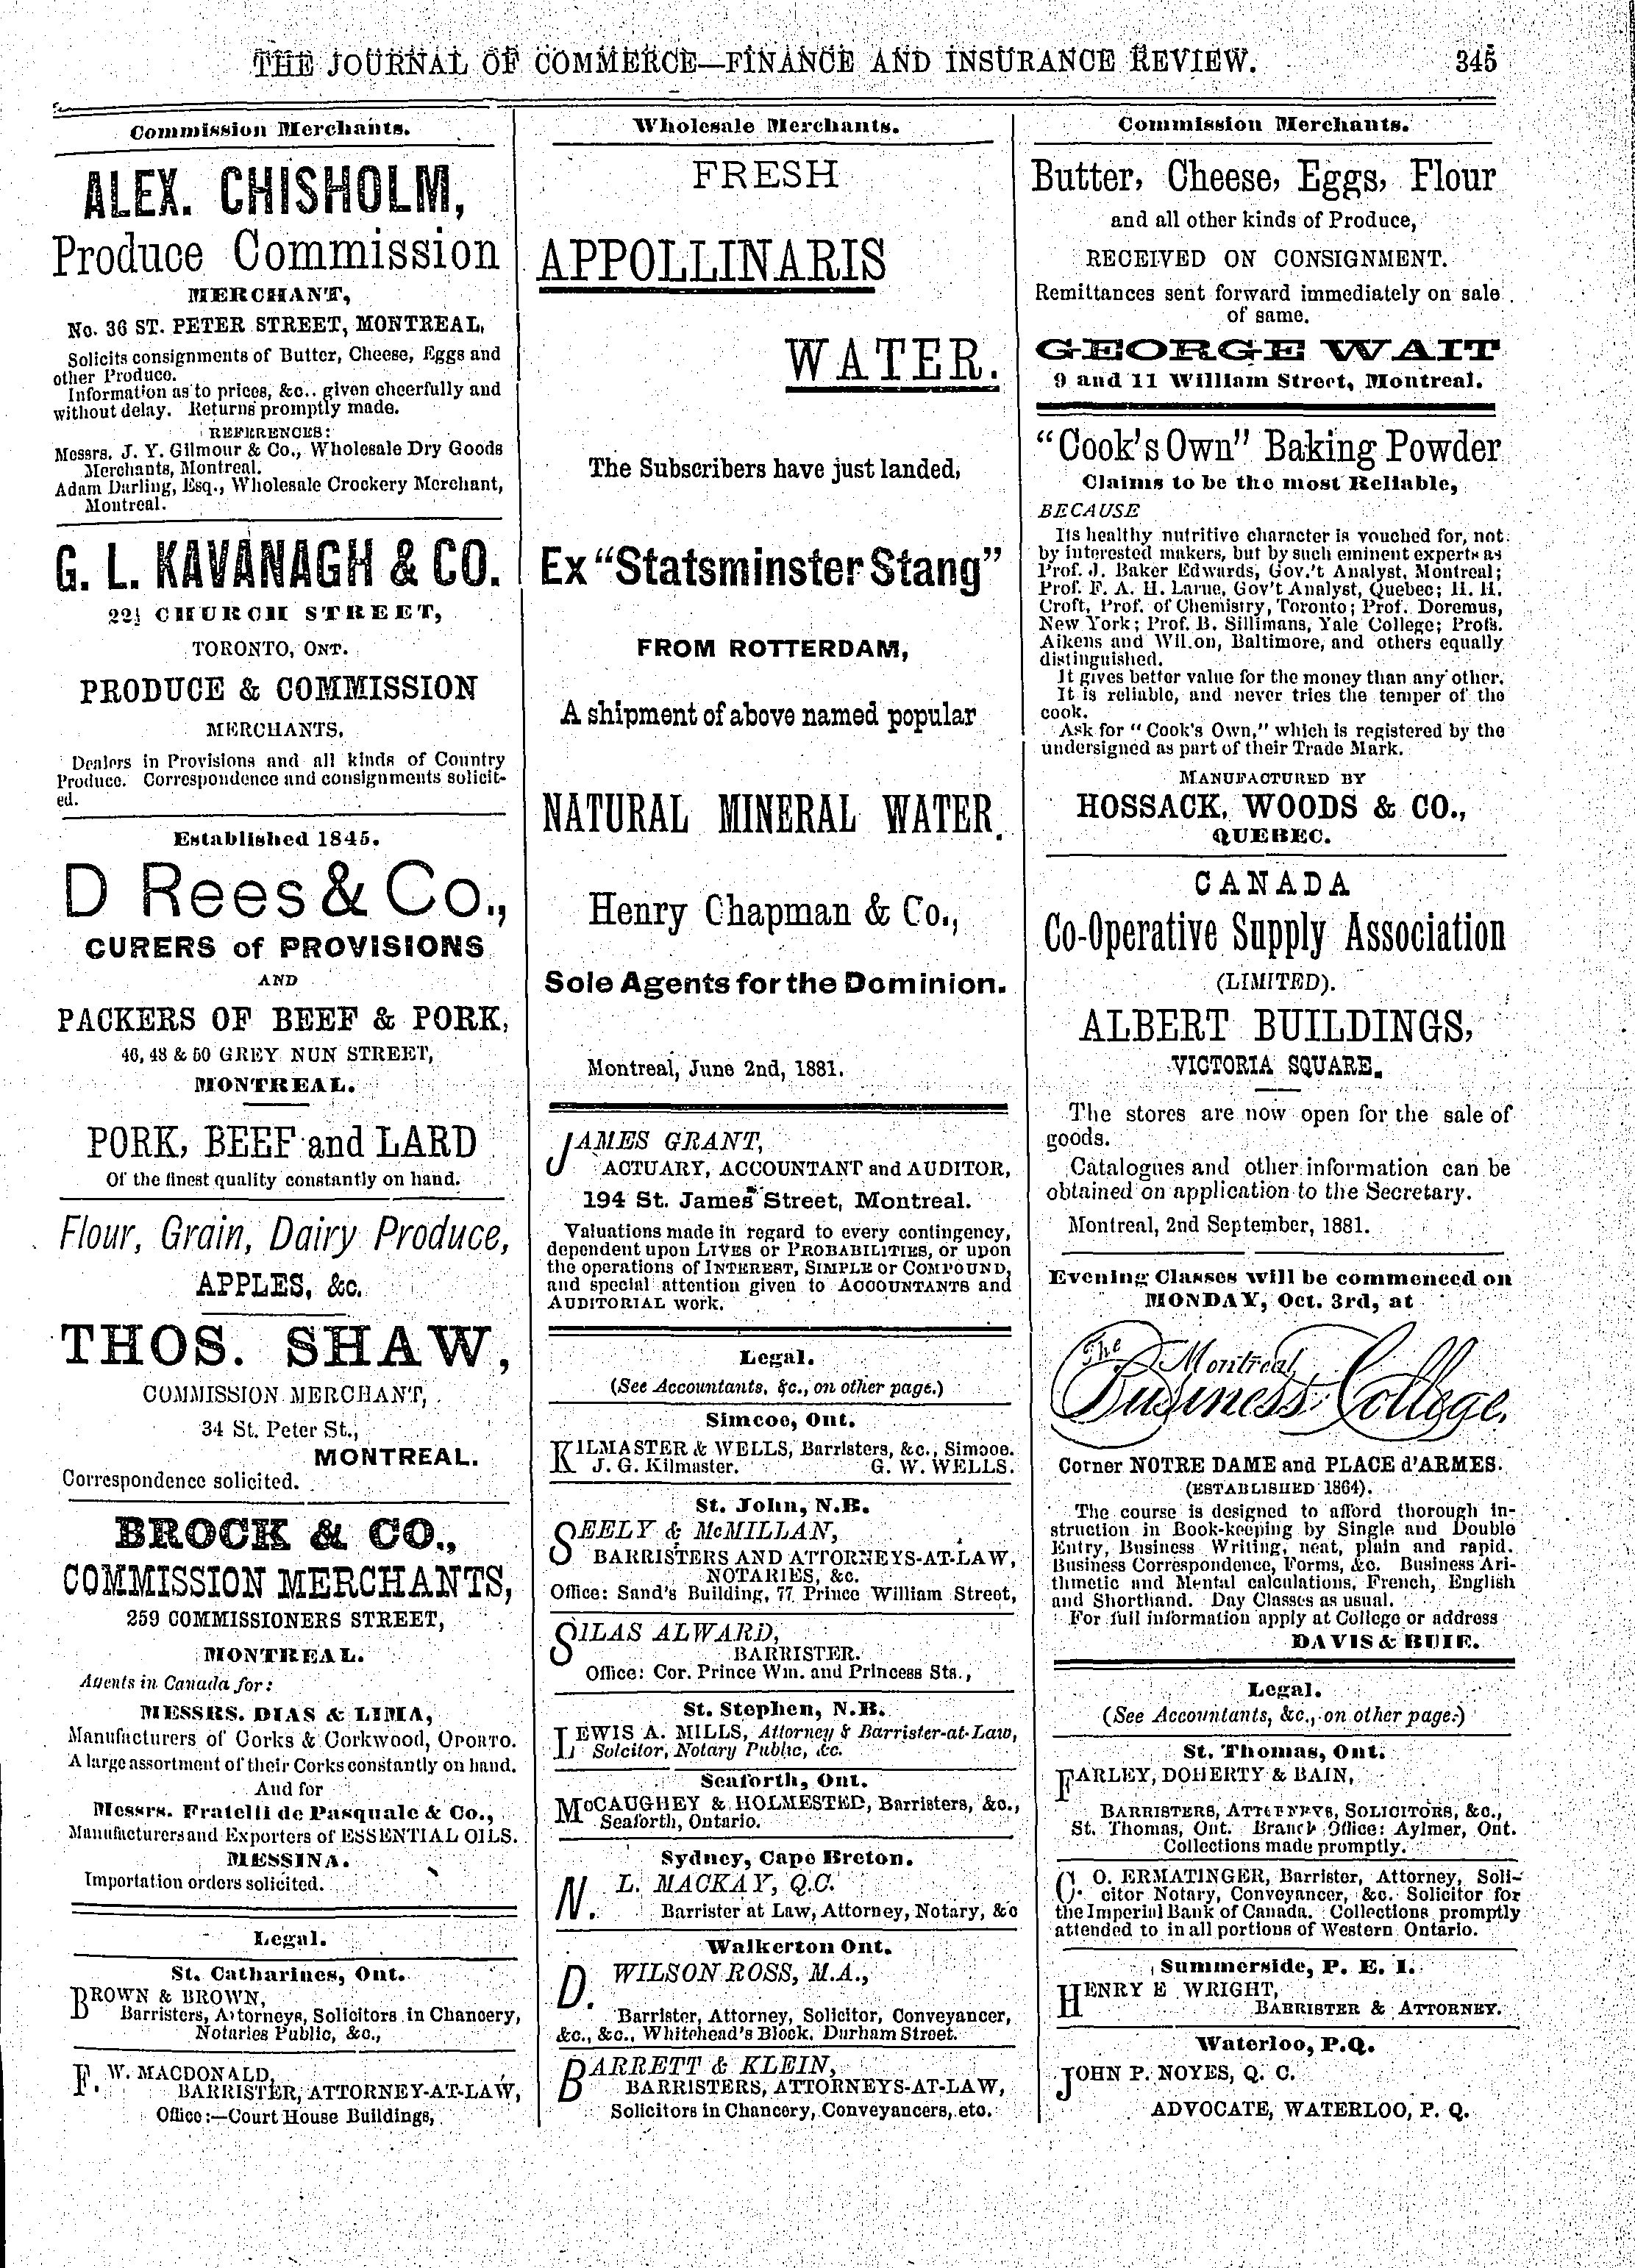 THE JOURNAL OF COMMERCE—FINANCE AND INSURANCE REVIEW. 345
Commission Merchants.
ALEX. CHISHOLM,
Produce Commission
MERCHANT,
No. 36 ST. PETER STREET, MONTREAL,
Solicits consignments of Butter, Cheese, Eggs and
other Produce.
Information as to prices, &c.. given cheerfully and
without delay. Returns promptly made.
REFERENCES:
Messrs. J. Y. Gilmour & Co., Wholesale Dry Goods
Merchants, Montreal.
Adam Darling, Esq., Wholesale Crockery Merchant,
Montreal.
G. L. KAVANAGH & CO.
22½ CHURCH STREET,
TORONTO, ONT.
PRODUCE & COMMISSION
MERCHANTS.
Dealers in Provisions and all kinds of Country
Produce. Correspondence and consignments solicit-
ed.
Established 1845.
D Rees & Co.,
CURERS of PROVISIONS
AND
PACKERS OF BEEF & PORK,
46, 48 & 50 GREY NUN STREET,
MONTREAL.
PORK, BEEF and LARD
Of the finest quality constantly on hand.
Flour, Grain, Dairy Produce,
APPLES, &c.
THOS. SHAW,
COMMISSION MERCHANT,
34 St. Peter St.,
MONTREAL.
Correspondence solicited.
BROCK & CO.,
COMMISSION MERCHANTS,
259 COMMISSIONERS STREET,
MONTREAL.
Agents in Canada for:
MESSRS. DIAS & LIMA,
Manufacturers of Corks & Corkwood, OPORTO.
A large assortment of their Corks constantly on hand.
And for
Messrs. Fratelli de Pasquale & Co.,
Manufacturers and Exporters of ESSENTIAL OILS.
MESSINA.
Importation orders solicited.
Legal.
St. Catharines, Ont.
BROWN & BROWN,
Barristers, Attorneys, Solicitors in Chancery,
Notaries Public, &c.,
F. W. MACDONALD,
BARRISTER, ATTORNEY-AT-LAW,
Office:—Court House Buildings,
Wholesale Merchants.
FRESH
APPOLLINARIS
WATER.
The Subscribers have just landed,
Ex "Statsminster Stang"
FROM ROTTERDAM,
A shipment of above named popular
NATURAL MINERAL WATER.
Henry Chapman & Co.,
Sole Agents for the Dominion.
Montreal, June 2nd, 1881.
JAMES GRANT,
ACTUARY, ACCOUNTANT and AUDITOR,
194 St. James Street, Montreal.
Valuations made in regard to every contingency,
dependent upon LIVES or PROBABILITIES, or upon
the operations of INTEREST, SIMPLE or COMPOUND,
and special attention given to ACCOUNTANTS and
AUDITORIAL work.
Legal.
(See Accountants, &c., on other page.)
Simcoe, Ont.
KILMASTER & WELLS, Barristers, &c., Simcoe.
J. G. Kilmaster. G. W. WELLS.
St. John, N.B.
SEELY & McMILLAN,
BARRISTERS AND ATTORNEYS-AT-LAW,
NOTARIES, &c.
Office: Sand's Building, 77 Prince William Street,
SILAS ALWARD,
BARRISTER.
Office: Cor. Prince Wm. and Princess Sts.,
St. Stephen, N.B.
LEWIS A. MILLS, Attorney & Barrister-at-Law,
Solcitor, Notary Public, &c.
Seaforth, Ont.
McCAUGHEY & HOLMESTED, Barristers, &c.,
Seaforth, Ontario.
Sydney, Cape Breton.
N. L. MACKAY, Q.C.
Barrister at Law, Attorney, Notary, &c
Walkerton Ont.
D. WILSON ROSS, M.A.,
Barrister, Attorney, Solicitor, Conveyancer,
&c., &c., Whitehead's Block, Durham Street.
BARRETT & KLEIN,
BARRISTERS, ATTORNEYS-AT-LAW,
Solicitors in Chancery, Conveyancers, etc.
Commission Merchants.
Butter, Cheese, Eggs, Flour
and all other kinds of Produce,
RECEIVED ON CONSIGNMENT.
Remittances sent forward immediately on sale
of same.
GEORGE WAIT
9 and 11 William Street, Montreal.
"Cook's Own" Baking Powder
Claims to be the most Reliable,
BECAUSE
Its healthy nutritive character is vouched for, not
by interested makers, but by such eminent experts as
Prof. J. Baker Edwards, Gov.'t Analyst, Montreal;
Prof. F. A. H. Larue, Gov't Analyst, Quebec; H. H.
Croft, Prof. of Chemistry, Toronto; Prof. Doremus,
New York; Prof. B. Sillimans, Yale College; Profs.
Aikens and Wil.on, Baltimore, and others equally
distinguished.
It gives better value for the money than any other.
It is reliable, and never tries the temper of the
cook.
Ask for "Cook's Own," which is registered by the
undersigned as part of their Trade Mark.
MANUFACTURED BY
HOSSACK, WOODS & CO.,
QUEBEC.
CANADA
Co-Operative Supply Association
(LIMITED).
ALBERT BUILDINGS,
VICTORIA SQUARE.
The stores are now open for the sale of
goods.
Catalogues and other information can be
obtained on application to the Secretary.
Montreal, 2nd September, 1881.
Evening Classes will be commenced on
MONDAY, Oct. 3rd, at
The Montreal
Business College,
Corner NOTRE DAME and PLACE d'ARMES.
(ESTABLISHED 1864).
The course is designed to afford thorough in-
struction in Book-keeping by Single and Double
Entry, Business Writing, neat, plain and rapid.
Business Correspondence, Forms, &c. Business Ari-
thmetic and Mental calculations, French, English
and Shorthand. Day Classes as usual.
For full information apply at College or address
DAVIS & BUIE.
Legal.
(See Accountants, &c., on other page.)
St. Thomas, Ont.
FARLEY, DOHERTY & BAIN,
BARRISTERS, ATTORNEYS, SOLICITORS, &c.,
St. Thomas, Ont. Branch Office: Aylmer, Ont.
Collections made promptly.
C. O. ERMATINGER, Barrister, Attorney, Soli-
citor Notary, Conveyancer, &c. Solicitor for
the Imperial Bank of Canada. Collections promptly
attended to in all portions of Western Ontario.
Summerside, P. E. I.
HENRY E WRIGHT,
BARRISTER & ATTORNEY.
Waterloo, P.Q.
JOHN P. NOYES, Q. C.
ADVOCATE, WATERLOO, P. Q.